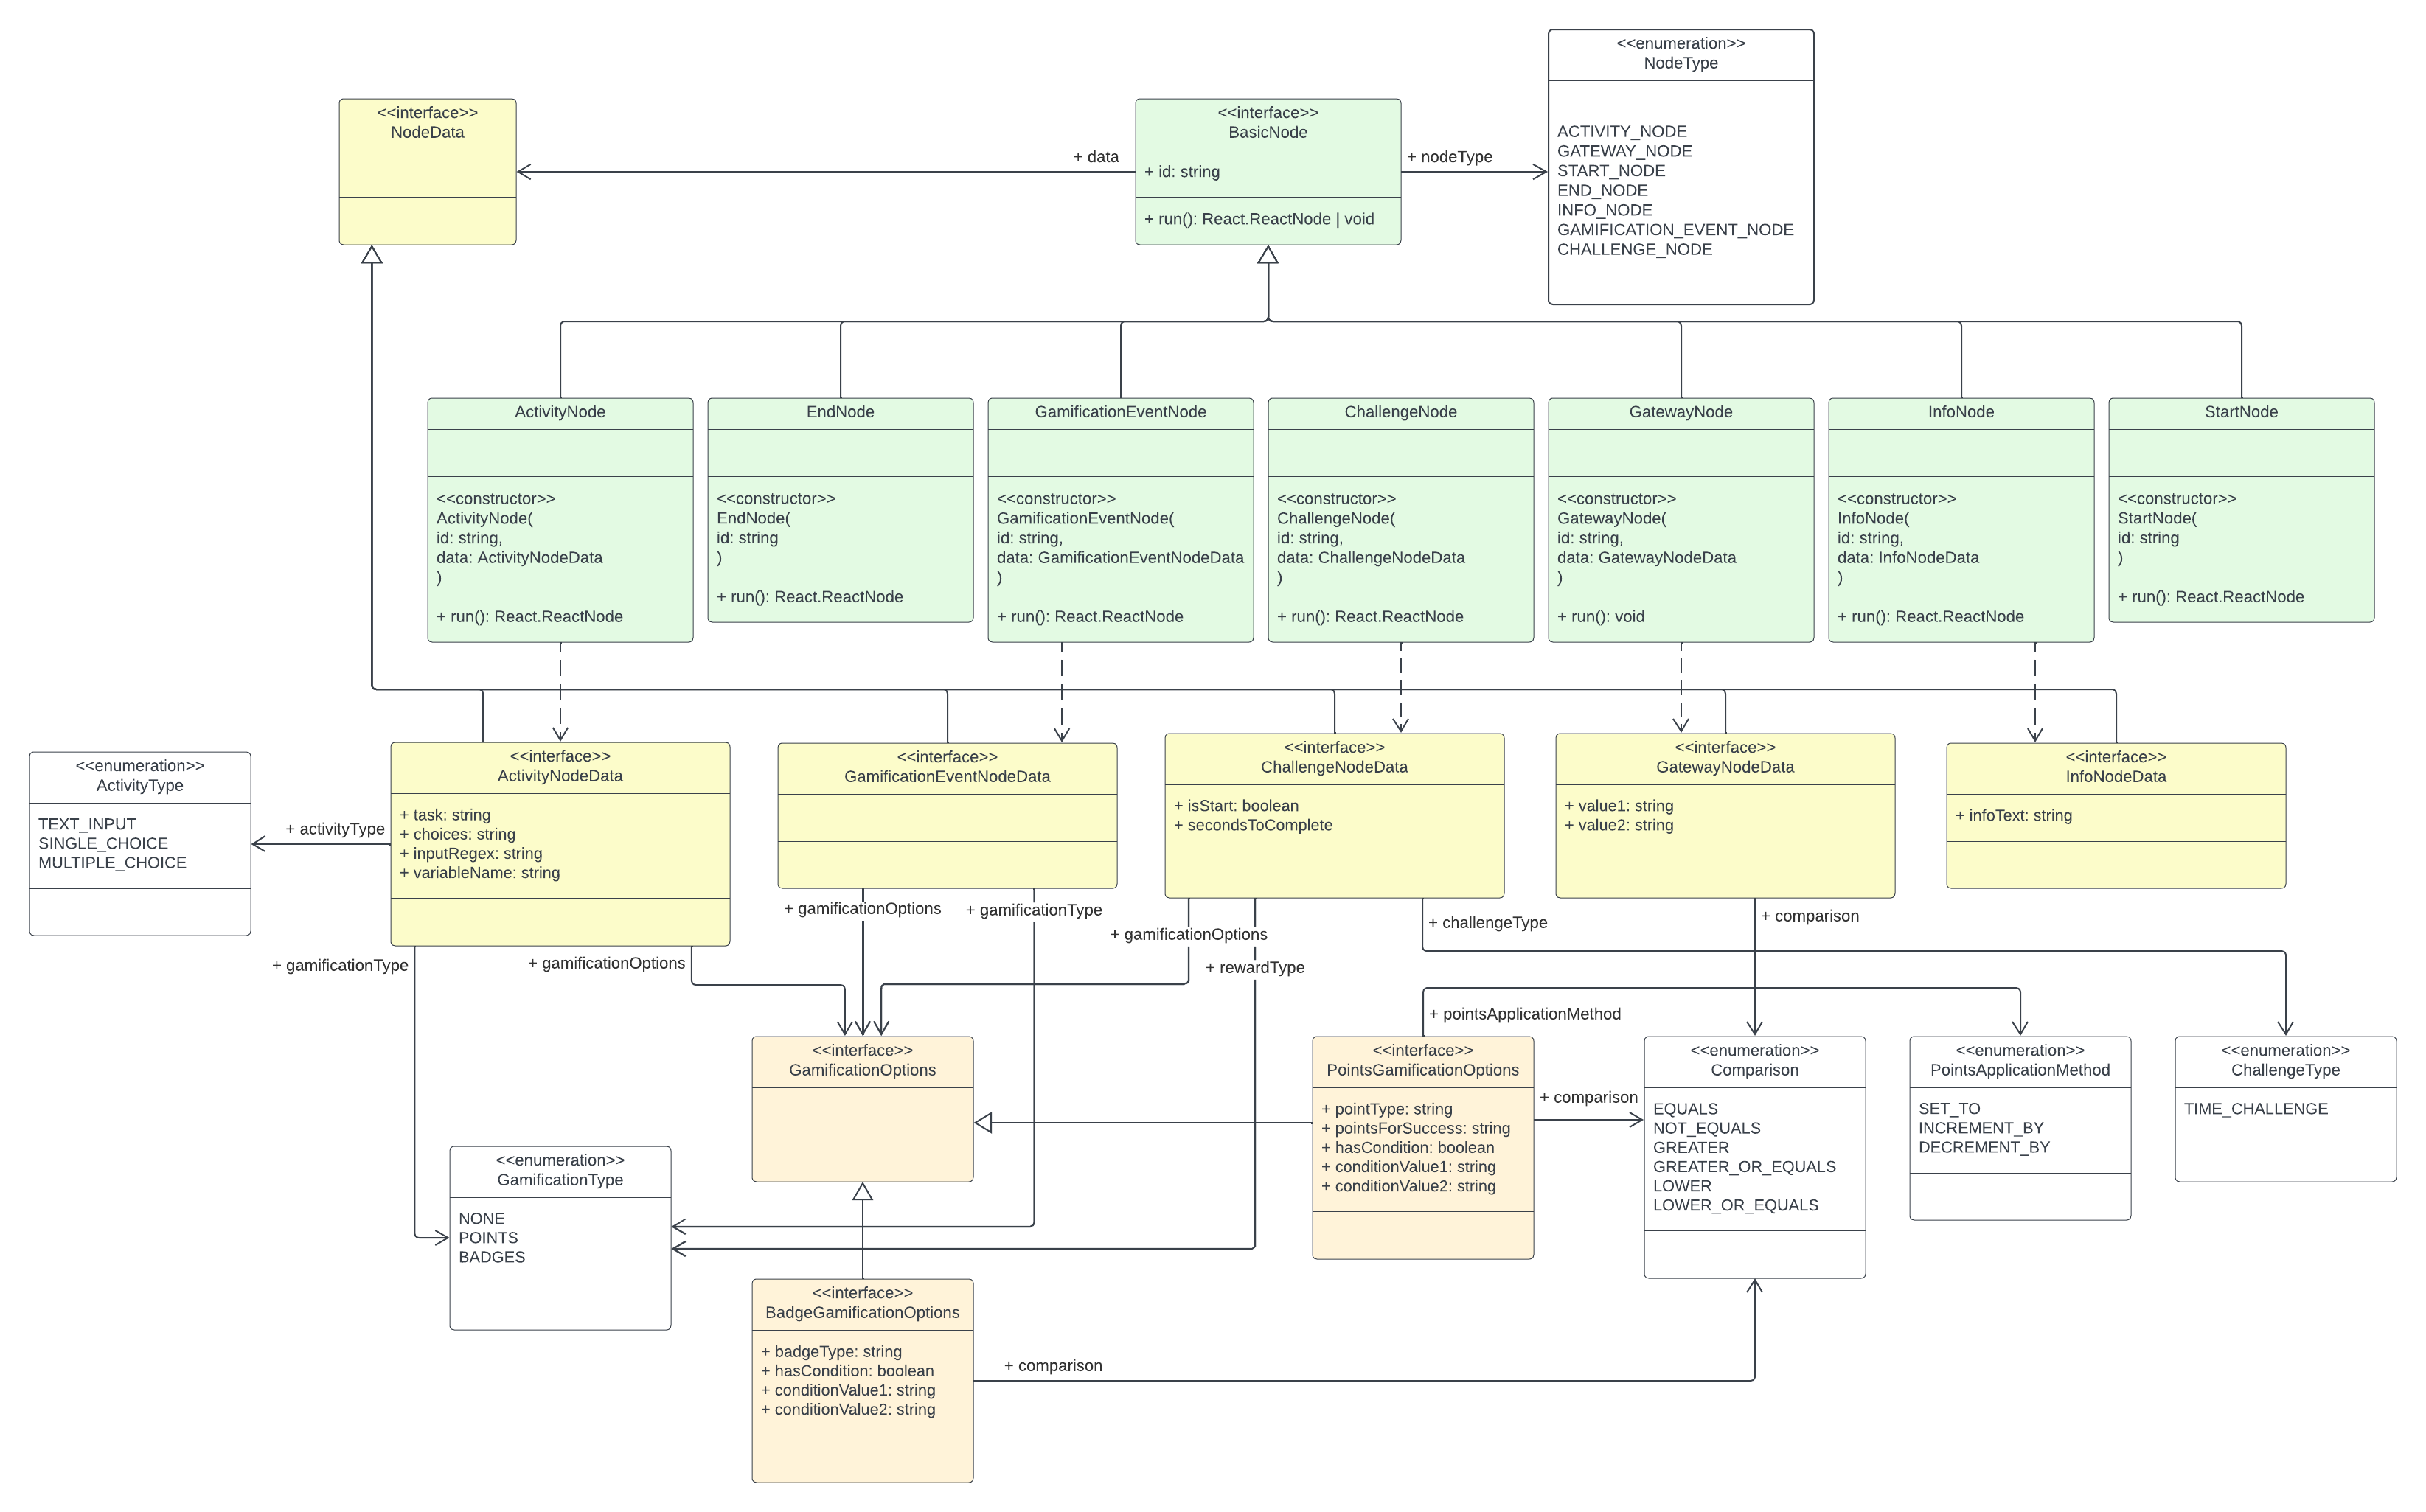 <<enumeration>>
NodeType
ACTIVITY_NODE
GATEWAY_NODE
START_NODE
END_NODE
INFO_NODE
GAMIFICATION_EVENT_NODE
CHALLENGE_NODE
<<interface>>
NodeData
+ data
<<interface>>
BasicNode
+ id: string
+ run(): React.ReactNode | void
+ nodeType
ActivityNode
<<constructor>>
ActivityNode(
id: string,
data: ActivityNodeData
)
+ run(): React.ReactNode
EndNode
<<constructor>>
EndNode(
id: string
)
+ run(): React.ReactNode
GamificationEventNode
<<constructor>>
GamificationEventNode(
id: string,
data: GamificationEventNodeData
)
+ run(): React.ReactNode
ChallengeNode
<<constructor>>
ChallengeNode(
id: string,
data: ChallengeNodeData
)
+ run(): React.ReactNode
GatewayNode
<<constructor>>
GatewayNode(
id: string,
data: GatewayNodeData
)
+ run(): void
InfoNode
<<constructor>>
InfoNode(
id: string,
data: InfoNodeData
)
+ run(): React.ReactNode
StartNode
<<constructor>>
StartNode(
id: string
)
+ run(): React.ReactNode
<<enumeration>>
ActivityType
TEXT_INPUT
SINGLE_CHOICE
MULTIPLE_CHOICE
+ activityType
<<interface>>
ActivityNodeData
+ task: string
+ choices: string
+ inputRegex: string
+ variableName: string
<<interface>>
GamificationEventNodeData
<<interface>>
ChallengeNodeData
+ isStart: boolean
+ secondsToComplete
<<interface>>
GatewayNodeData
+ value1: string
+ value2: string
<<interface>>
InfoNodeData
+ infoText: string
+ gamificationType
+ gamificationOptions
+ gamificationOptions
+ gamificationType
+ gamificationOptions
+ rewardType
+ challengeType
+ comparison
+ pointsApplicationMethod
<<interface>>
GamificationOptions
<<interface>>
PointsGamificationOptions
+ pointType: string
+ pointsForSuccess: string
+ hasCondition: boolean
+ conditionValue1: string
+ conditionValue2: string
+ comparison
<<enumeration>>
Comparison
EQUALS
NOT_EQUALS
GREATER
GREATER_OR_EQUALS
LOWER
LOWER_OR_EQUALS
<<enumeration>>
PointsApplicationMethod
SET_TO
INCREMENT_BY
DECREMENT_BY
<<enumeration>>
ChallengeType
TIME_CHALLENGE
<<enumeration>>
GamificationType
NONE
POINTS
BADGES
<<interface>>
BadgeGamificationOptions
+ badgeType: string
+ hasCondition: boolean
+ conditionValue1: string
+ conditionValue2: string
+ comparison